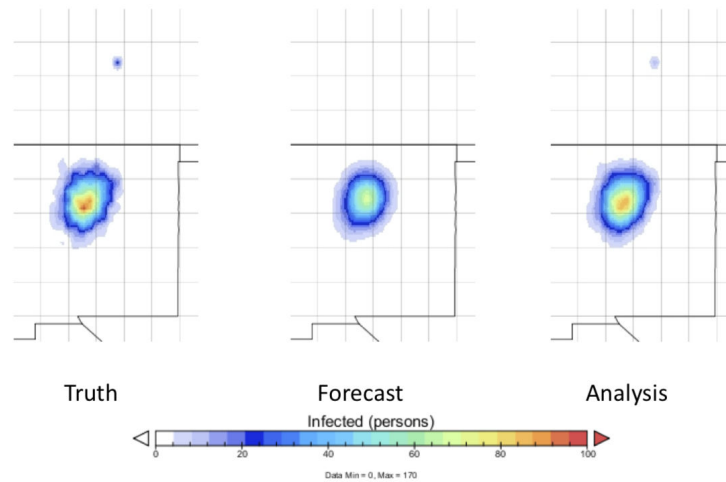 Truth Forecast Analysis
Infected (persons)
0 20 40 60 80 100
Data Min = 0, Max = 170